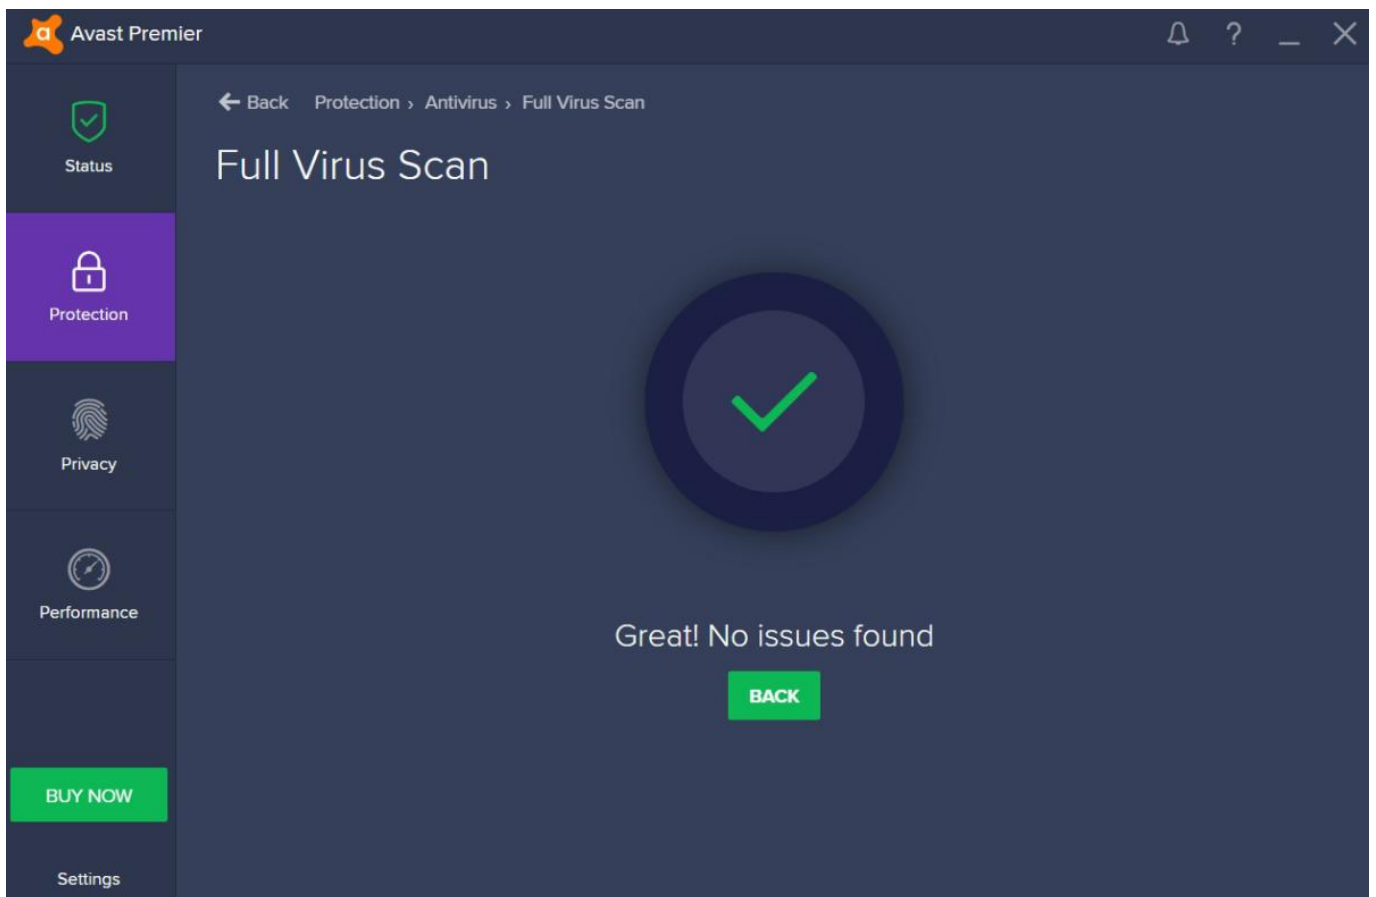 Avast Premier
?
Status
Protection
Privacy
Performance
BUY NOW
Settings
Back Protection › Antivirus › Full Virus Scan
Full Virus Scan
Great! No issues found
BACK